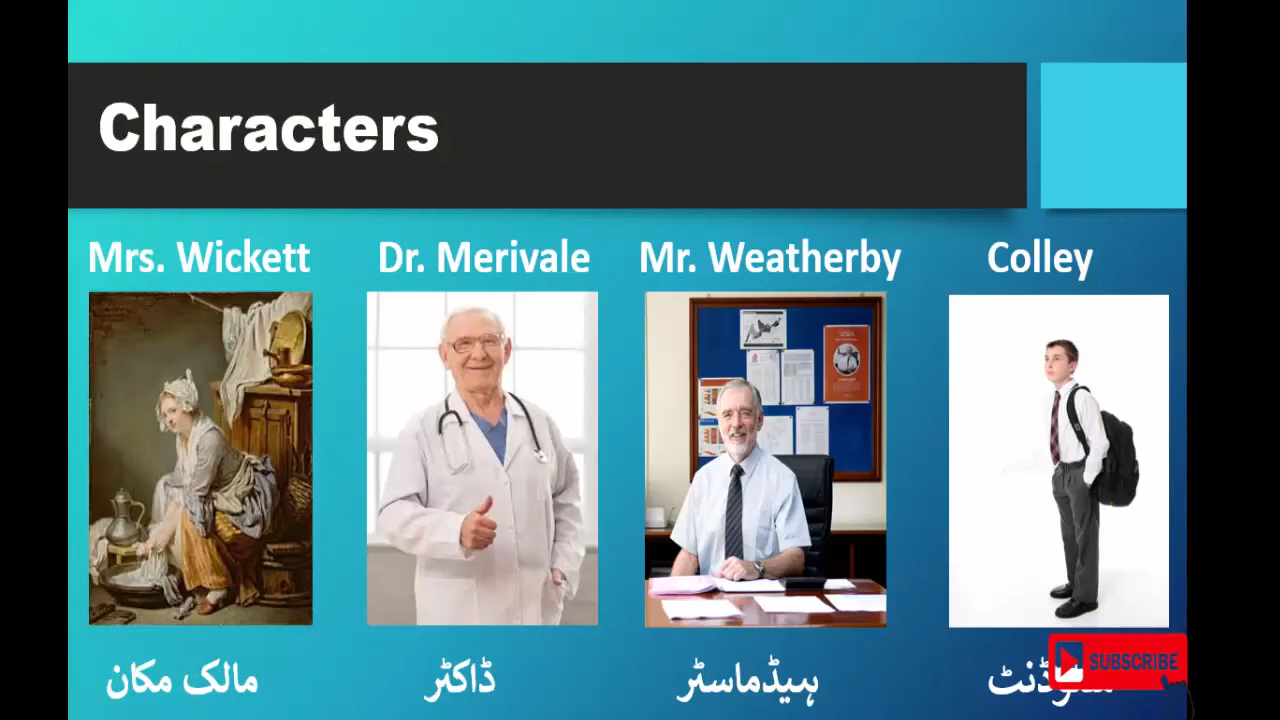 Characters
Mrs. Wickett
Dr. Merivale
Mr. Weatherby
Colley
مالک مکان
ڈاکٹر
ہیڈماسٹر
SUBSCRIBE